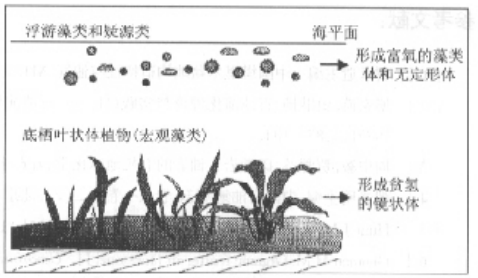 浮游藻类和疑源类
海平面
形成富氧的藻类
体和无定形体
底栖叶状体植物(宏观藻类)
形成贫氢
的镜状体